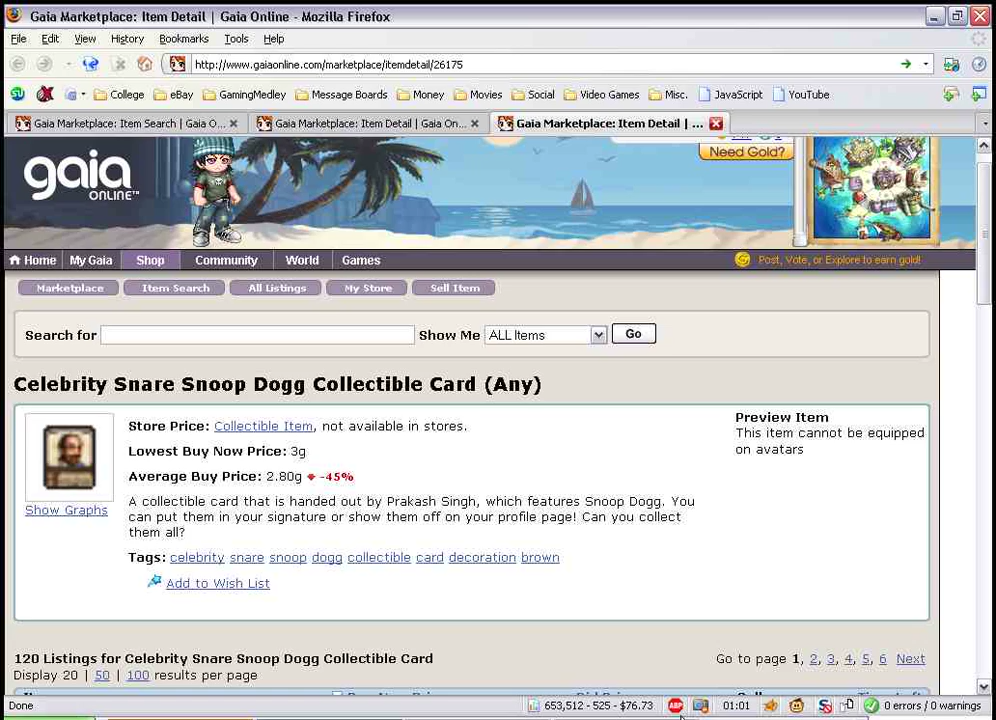 Gaia Marketplace: Item Detail | Gaia Online - Mozilla Firefox
File Edit View History Bookmarks Tools Help
http://www.gaiaonline.com/marketplace/itemdetail/26175
College eBay GamingMedley Message Boards Money Movies Social Video Games Misc. JavaScript YouTube
Gaia Marketplace: Item Search | Gaia O... Gaia Marketplace: Item Detail | Gaia On... Gaia Marketplace: Item Detail | ...
gaia ONLINE™
Need Gold?
Home My Gaia Shop Community World Games Post, Vote, or Explore to earn gold!
Marketplace Item Search All Listings My Store Sell Item
Search for Show Me ALL Items Go
Celebrity Snare Snoop Dogg Collectible Card (Any)
Store Price: Collectible Item, not available in stores.
Lowest Buy Now Price: 3g
Average Buy Price: 2.80g -45%
A collectible card that is handed out by Prakash Singh, which features Snoop Dogg. You
can put them in your signature or show them off on your profile page! Can you collect
them all?
Show Graphs
Tags: celebrity snare snoop dogg collectible card decoration brown
Add to Wish List
Preview Item
This item cannot be equipped
on avatars
120 Listings for Celebrity Snare Snoop Dogg Collectible Card
Go to page 1, 2, 3, 4, 5, 6 Next
Display 20 | 50 | 100 results per page
Done 653,512 - 525 - $76.73 ABP 01:01 0 errors / 0 warnings